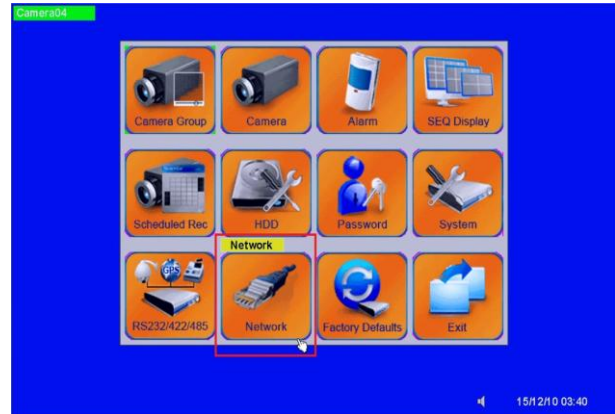 Camera04
Camera Group
Camera
Alarm
SEQ Display
Scheduled Rec
HDD
Password
System
Network
GPS
RS232/422/485
Network
Factory Defaults
Exit
15/12/10 03:40